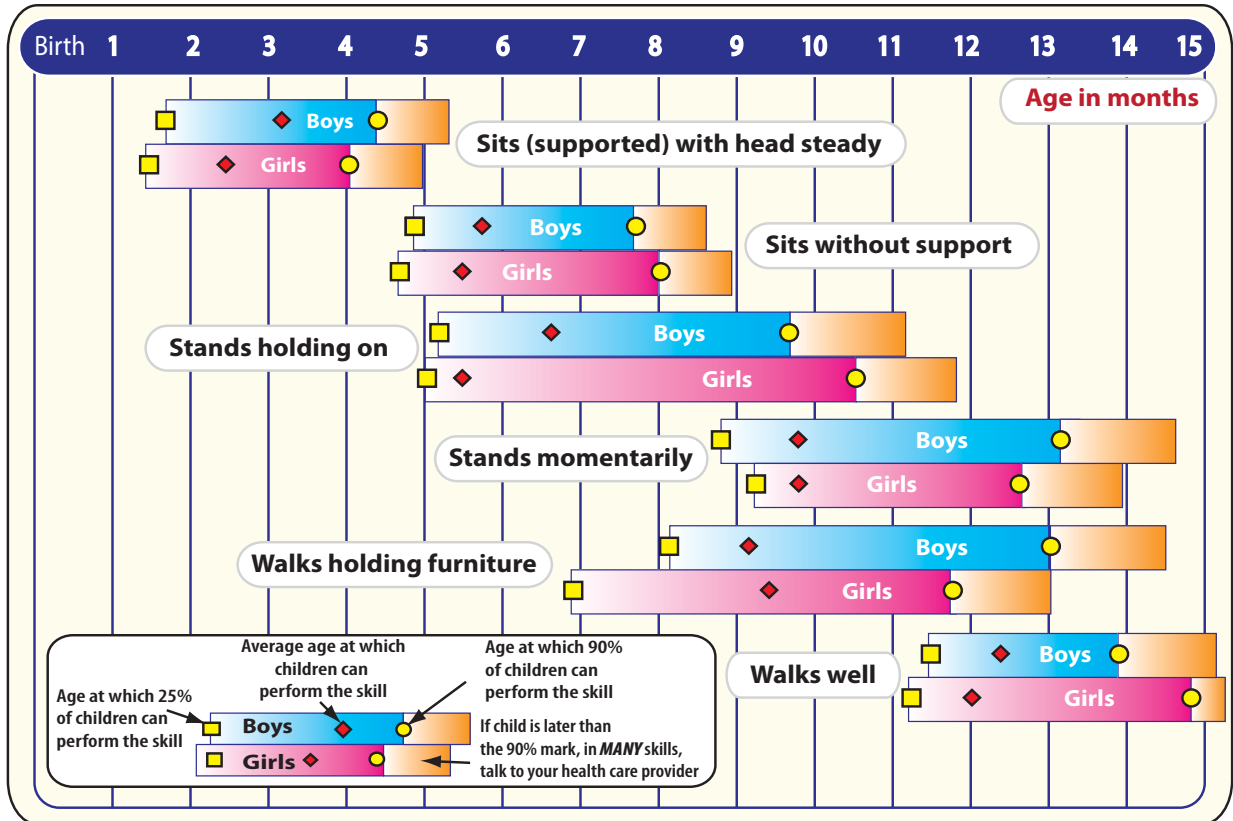 Birth 1 2 3 4 5 6 7 8 9 10 11 12 13 14 15
Age in months
Boys
Girls
Sits (supported) with head steady
Boys
Girls
Sits without support
Stands holding on
Boys
Girls
Stands momentarily
Boys
Girls
Walks holding furniture
Boys
Girls
Walks well
Boys
Girls
Age at which 25%
of children can
perform the skill
Average age at which
children can
perform the skill
Age at which 90%
of children can
perform the skill
Boys
Girls
If child is later than
the 90% mark, in MANY skills,
talk to your health care provider